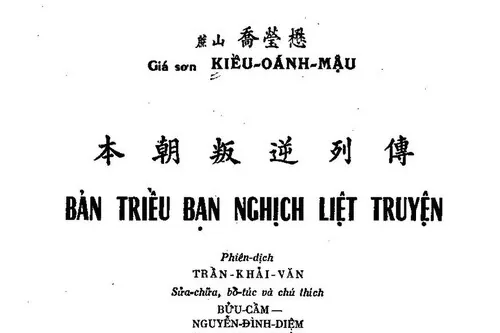 蔗山 喬瑩懋
Giá sơn KIỀU-OÁNH-MẬU
本朝叛逆列傳
BẢN TRIỀU BẠN NGHỊCH LIỆT TRUYỆN
Phiên-dịch
TRẦN-KHẢI-VĂN
Sửa-chữa, bồ-túc và chú thích
BỬU-CẦM —
NGUYỄN-ĐÌNH-DIỆM